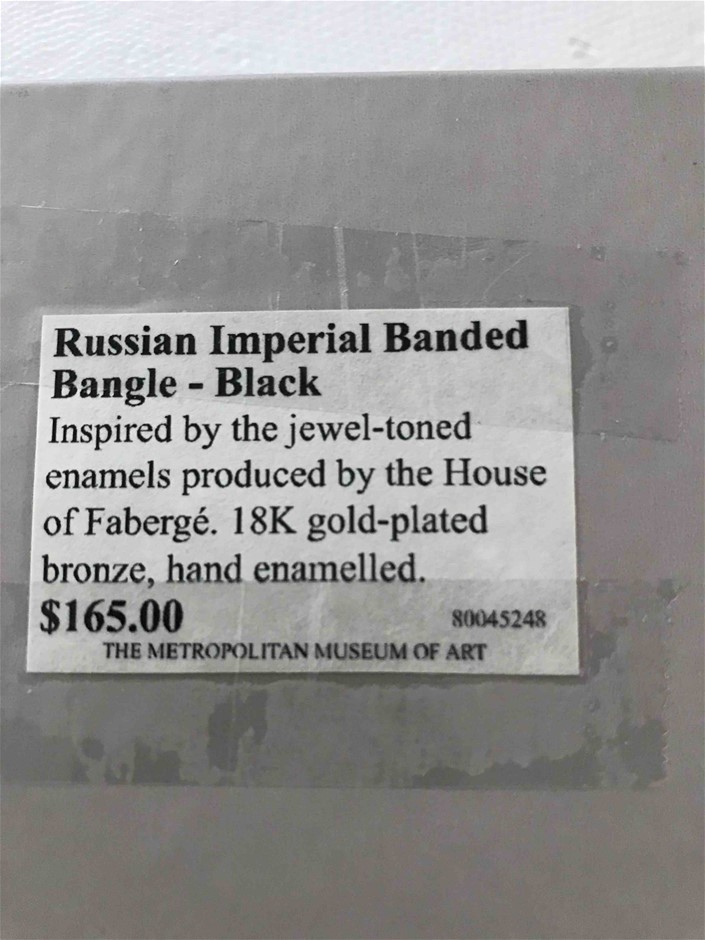 Russian Imperial Banded
Bangle - Black
Inspired by the jewel-toned
enamels produced by the House
of Fabergé. 18K gold-plated
bronze, hand enamelled.
$165.00 80045248
THE METROPOLITAN MUSEUM OF ART